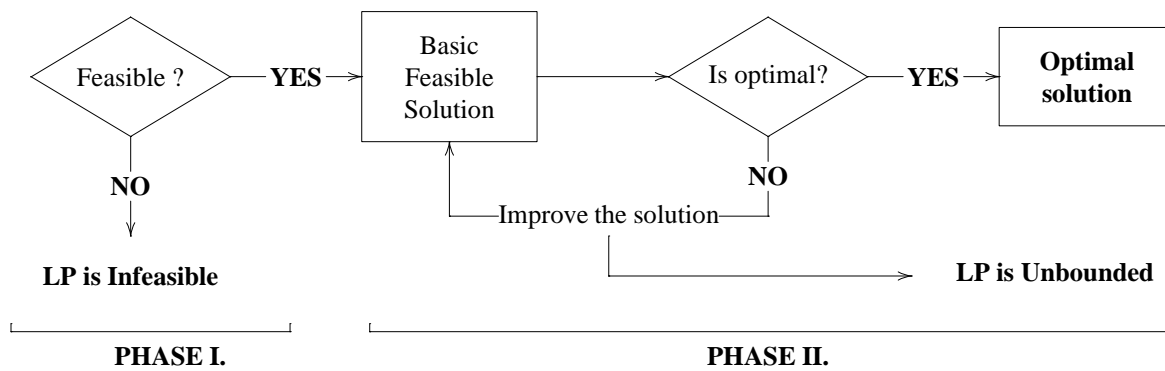 Feasible ?
YES
Basic
Feasible
Solution
Is optimal?
YES
Optimal
solution
NO
NO
Improve the solution
LP is Infeasible
LP is Unbounded
PHASE I.
PHASE II.